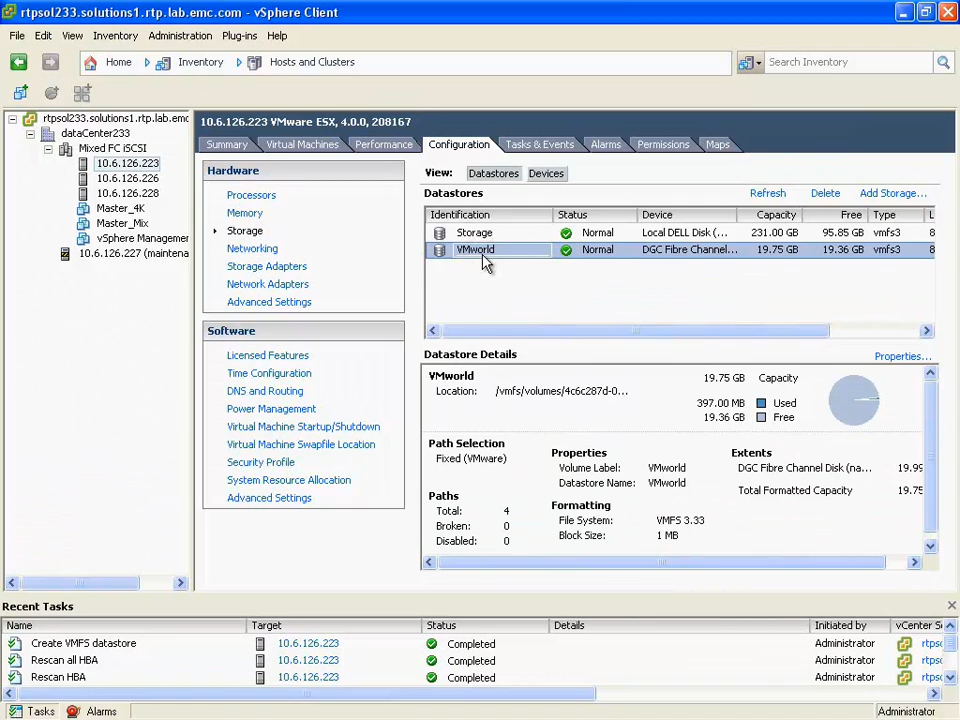 rtpsol233.solutions1.rtp.lab.emc.com - vSphere Client
File Edit View Inventory Administration Plug-ins Help
Home Inventory Hosts and Clusters Search Inventory
rtpsol233.solutions1.rtp.lab.emc
dataCenter233
Mixed FC iSCSI
10.6.126.223
10.6.126.226
10.6.126.228
Master_4K
Master_Mix
vSphere Managemen
10.6.126.227 (maintena
10.6.126.223 VMware ESX, 4.0.0, 208167
Summary Virtual Machines Performance Configuration Tasks & Events Alarms Permissions Maps
Hardware
Processors
Memory
Storage
Networking
Storage Adapters
Network Adapters
Advanced Settings
Software
Licensed Features
Time Configuration
DNS and Routing
Power Management
Virtual Machine Startup/Shutdown
Virtual Machine Swapfile Location
Security Profile
System Resource Allocation
Advanced Settings
View: Datastores Devices
Datastores Refresh Delete Add Storage...
Identification Status Device Capacity Free Type L
Storage Normal Local DELL Disk (... 231.00 GB 95.85 GB vmfs3 8
VMworld Normal DGC Fibre Channel... 19.75 GB 19.36 GB vmfs3 8
Datastore Details Properties...
VMworld 19.75 GB Capacity
Location: /vmfs/volumes/4c6c287d-0...
397.00 MB Used
19.36 GB Free
Path Selection
Fixed (VMware)
Paths
Total: 4
Broken: 0
Disabled: 0
Properties
Volume Label: VMworld
Datastore Name: VMworld
Formatting
File System: VMFS 3.33
Block Size: 1 MB
Extents
DGC Fibre Channel Disk (na... 19.99
Total Formatted Capacity 19.75
Recent Tasks
Name Target Status Details Initiated by vCenter Se
Create VMFS datastore 10.6.126.223 Completed Administrator rtps
Rescan all HBA 10.6.126.223 Completed Administrator rtps
Rescan HBA 10.6.126.223 Completed Administrator rtps
Tasks Alarms Administrator